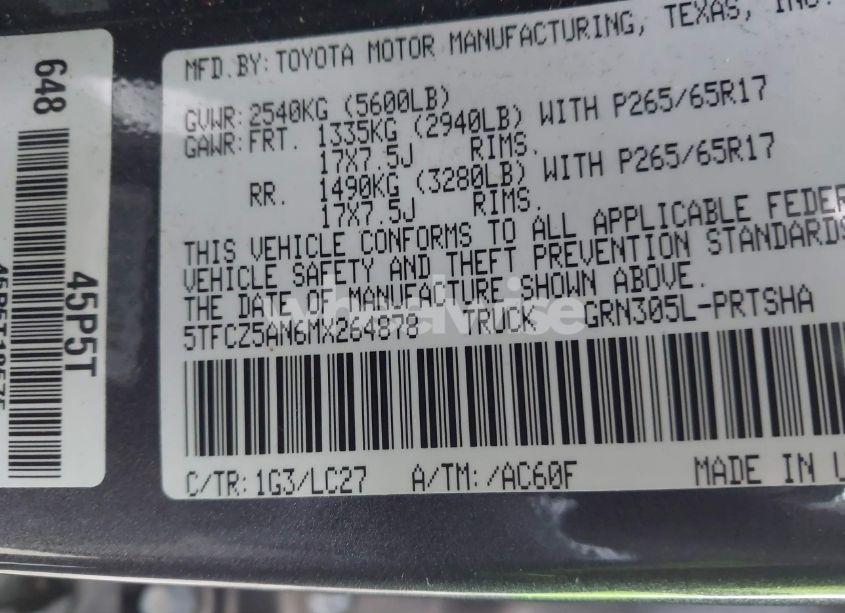 MFD.BY: TOYOTA MOTOR MANUFACTURING, TEXAS, INC.
GVWR: 2540KG (5600LB)
GAWR: FRT. 1335KG (2940LB) WITH P265/65R17
17X7.5J RIMS.
RR. 1490KG (3280LB) WITH P265/65R17
17X7.5J RIMS.
THIS VEHICLE CONFORMS TO ALL APPLICABLE FEDER
VEHICLE SAFETY AND THEFT PREVENTION STANDARDS
THE DATE OF MANUFACTURE SHOWN ABOVE.
5TFCZ5AN6MX264878 TRUCK GRN305L-PRTSHA
C/TR: 1G3/LC27 A/TM: /AC60F MADE IN U
648
45P5T
wheelwise